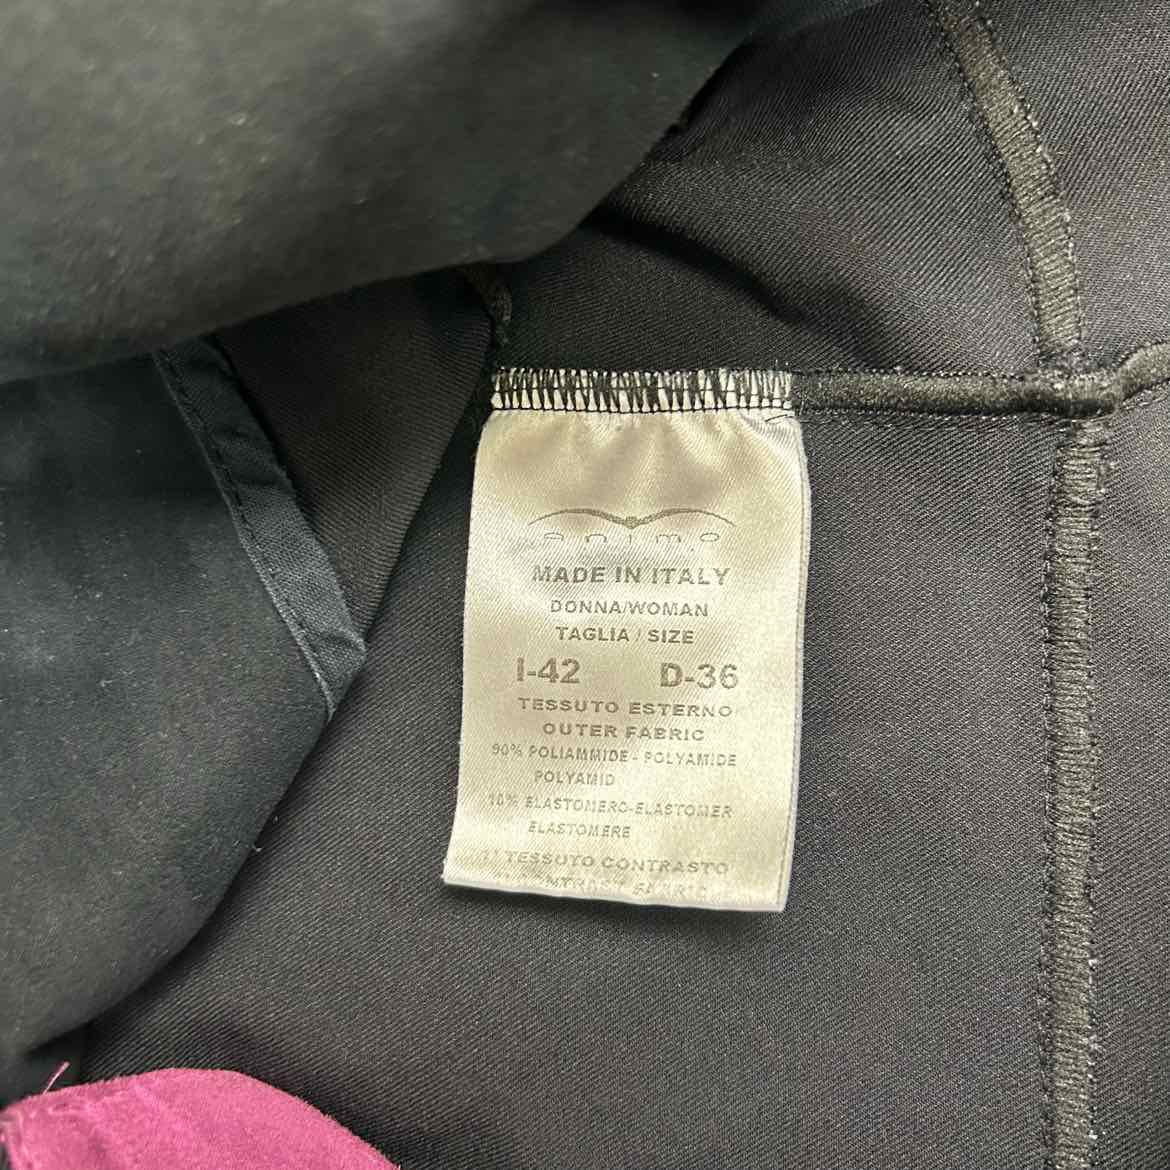 animo
MADE IN ITALY
DONNA/WOMAN
TAGLIA / SIZE
I-42 D-36
TESSUTO ESTERNO
OUTER FABRIC
90% POLIAMMIDE - POLYAMIDE
POLYAMID
10% ELASTOMERO-ELASTOMER
ELASTOMERE
TESSUTO CONTRASTO